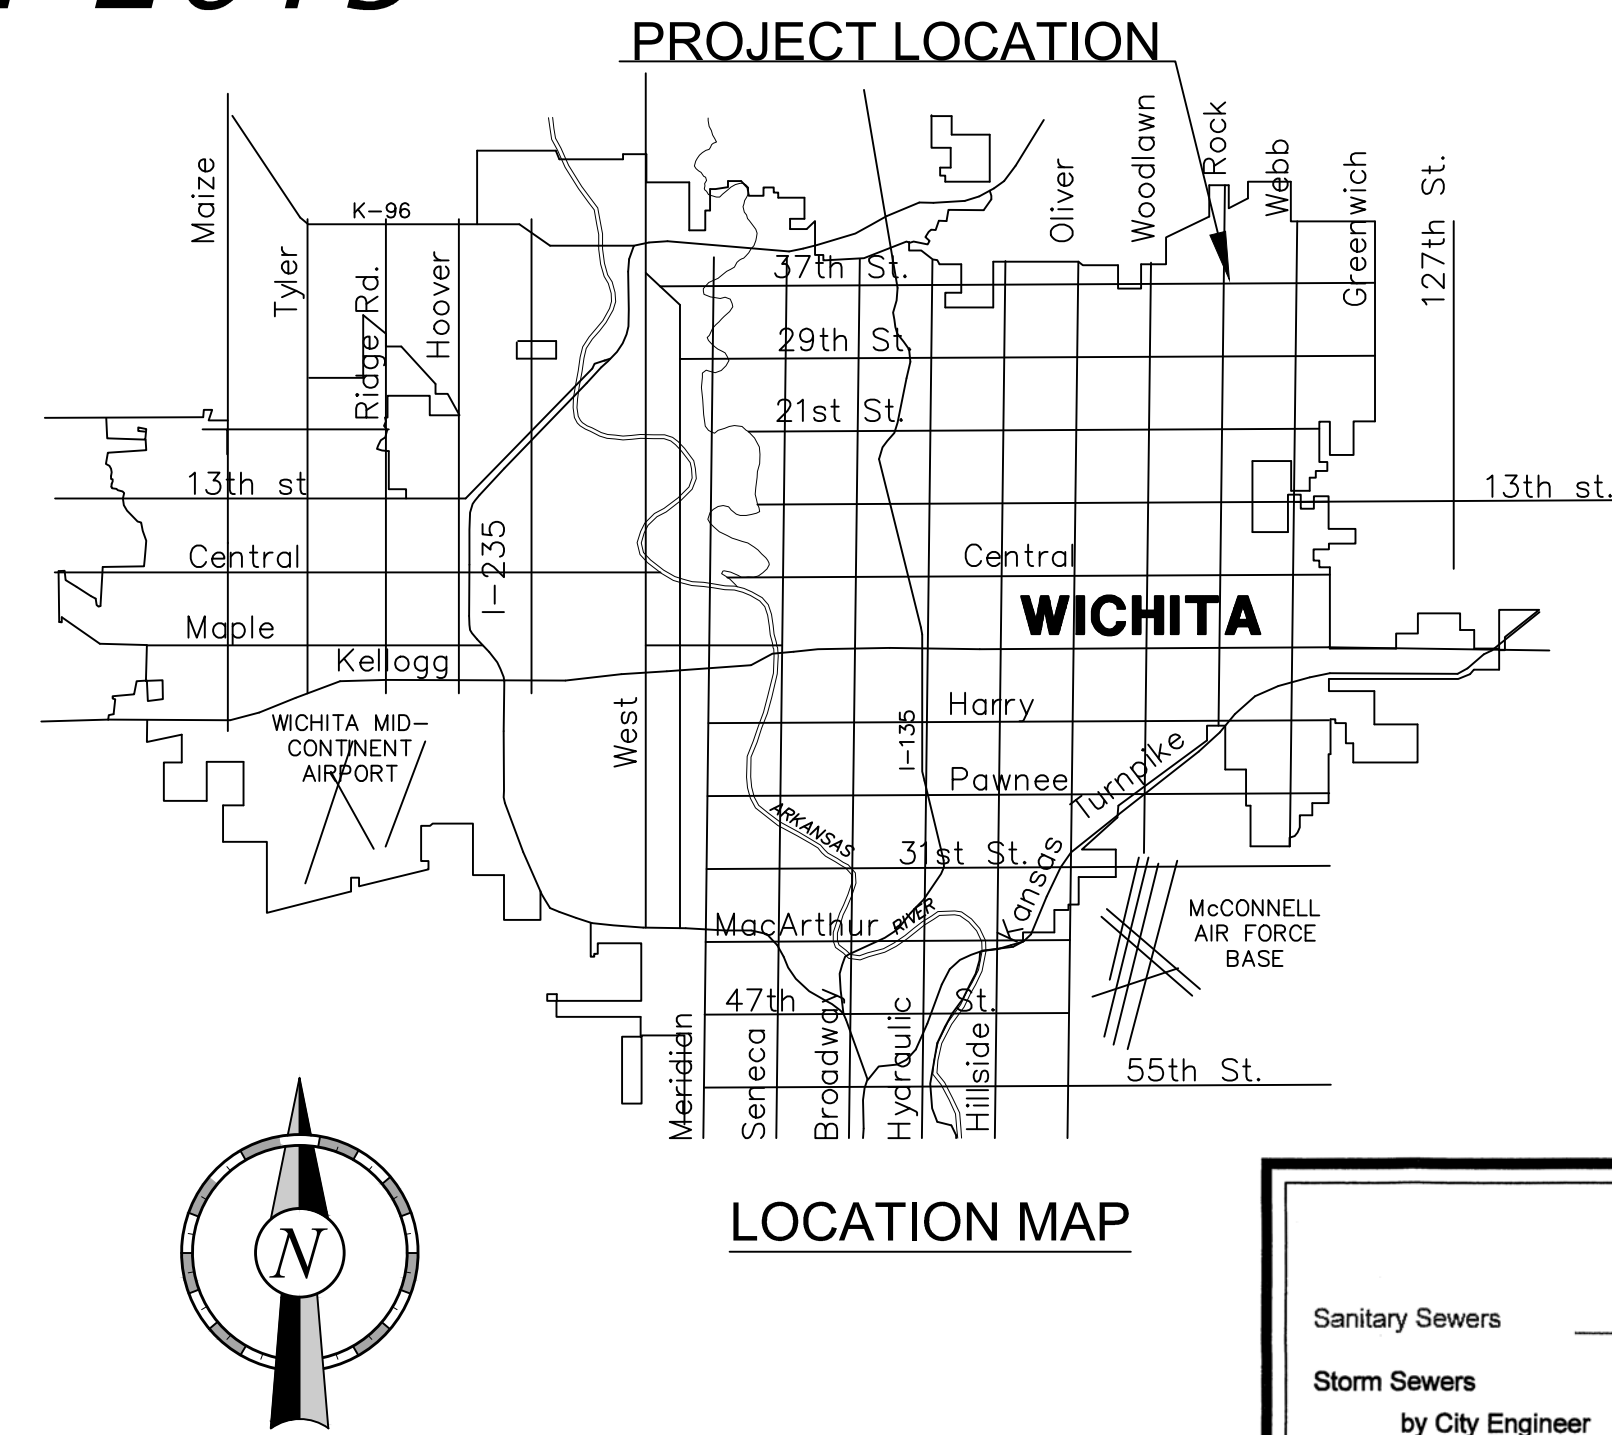 PROJECT LOCATION
Maize
Tyler
K-96
Ridge Rd.
Hoover
Oliver
Woodlawn
Rock
Webb
Greenwich
127th St.
37th St.
29th St.
21st St.
13th st
13th st.
Central
Central
I-235
WICHITA
Maple
Kellogg
West
Harry
I-135
WICHITA MID-
CONTINENT
AIRPORT
Pawnee
Kansas Turnpike
ARKANSAS
RIVER
31st St.
MacArthur
McCONNELL
AIR FORCE
BASE
47th St.
55th St.
Meridian
Seneca
Broadway
Hydraulic
Hillside
N
LOCATION MAP
Sanitary Sewers
Storm Sewers
by City Engineer